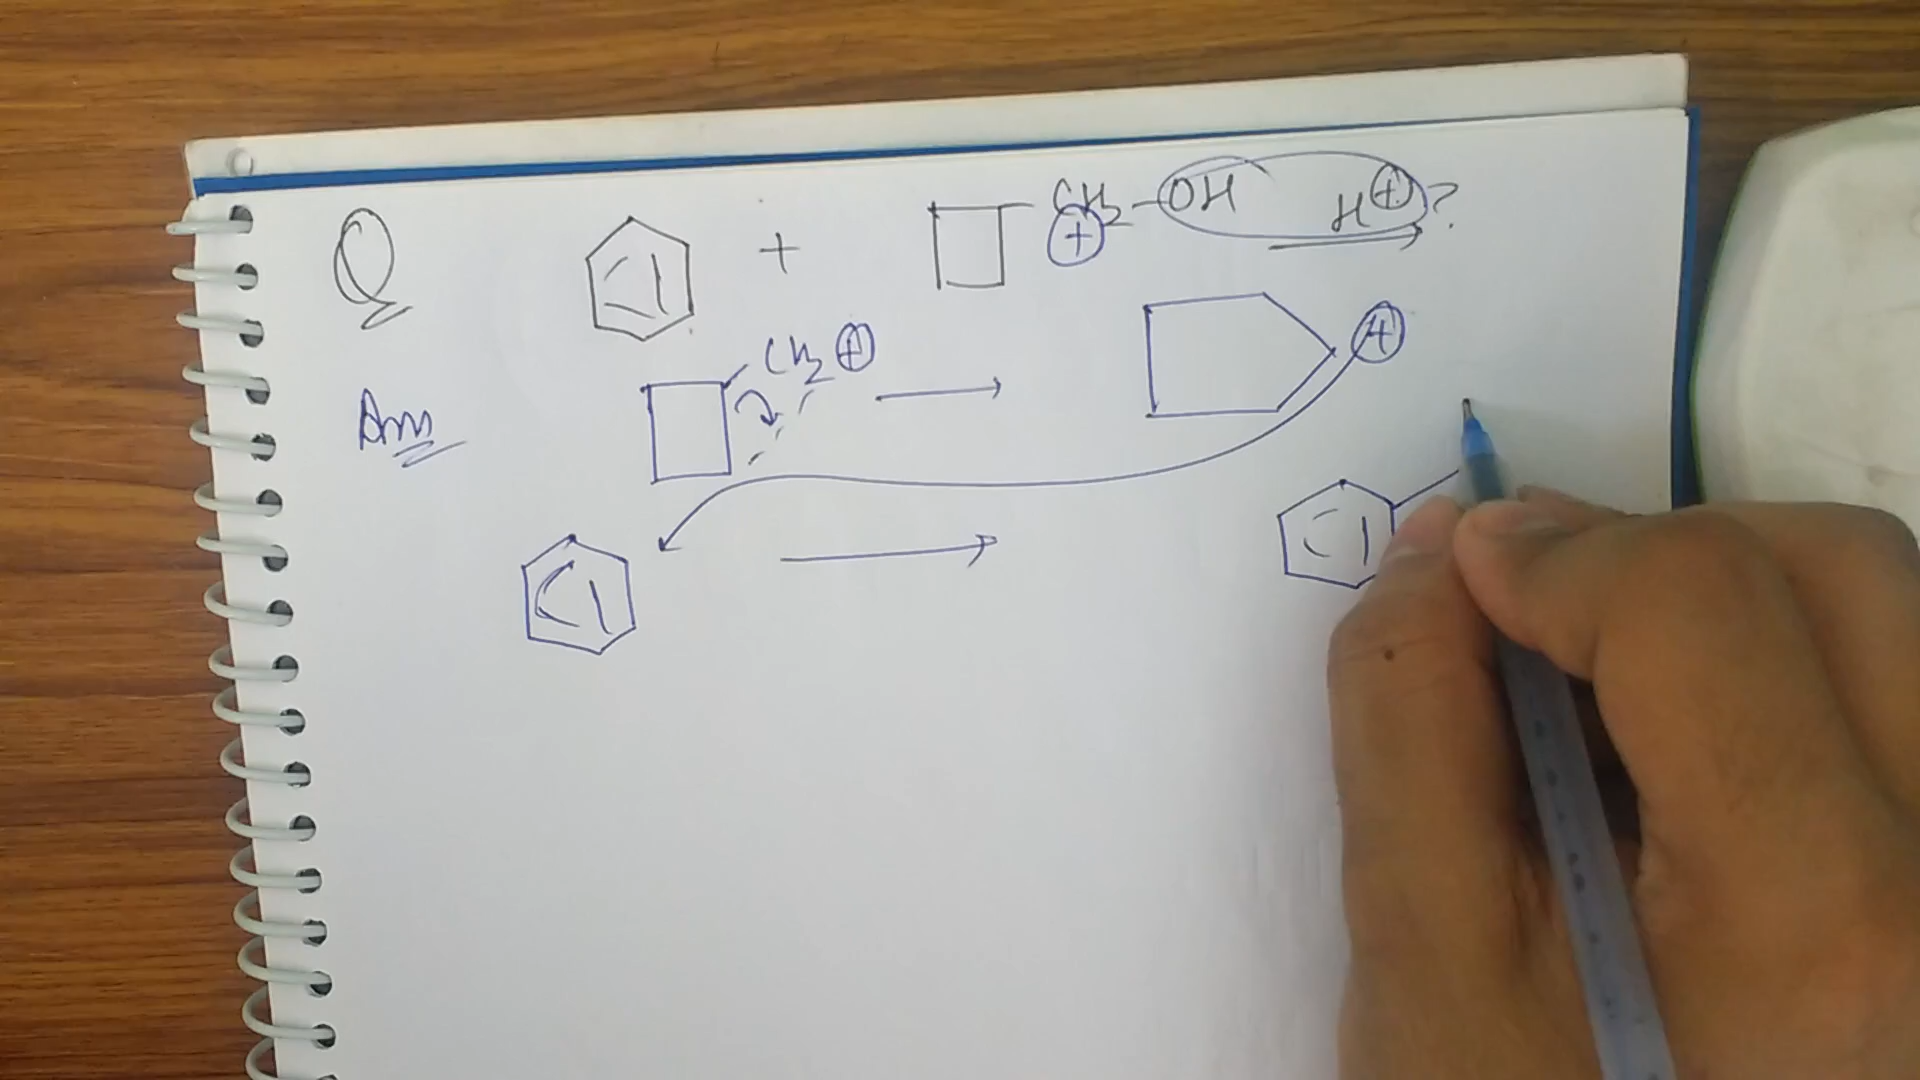 Q + CH2-OH H⊕ ?
⊕
Ans CH2⊕ → ⊕